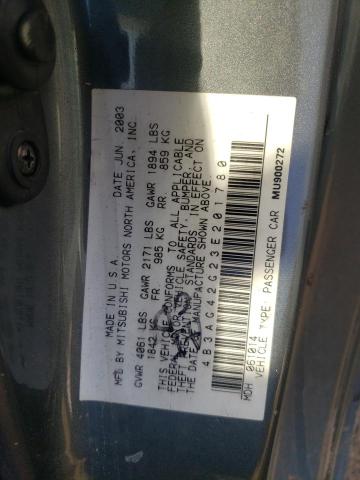 MADE IN U.S.A. DATE JUN. 2003
MFD BY MITSUBISHI MOTORS NORTH AMERICA, INC.
GVWR 4061 LBS GAWR 2171 LBS GAWR 1894 LBS
1842 KG FR 985 KG RR. 859 KG
THIS VEHICLE CONFORMS TO ALL APPLICABLE
FEDERAL MOTOR VEHICLE SAFETY, BUMPER, AND
THEFT PREVENTION STANDARDS IN EFFECT ON
THE DATE OF MANUFACTURE SHOWN ABOVE
4B3AG42G23E201780
MDH 061014
VEHICLE TYPE: PASSENGER CAR MU900272